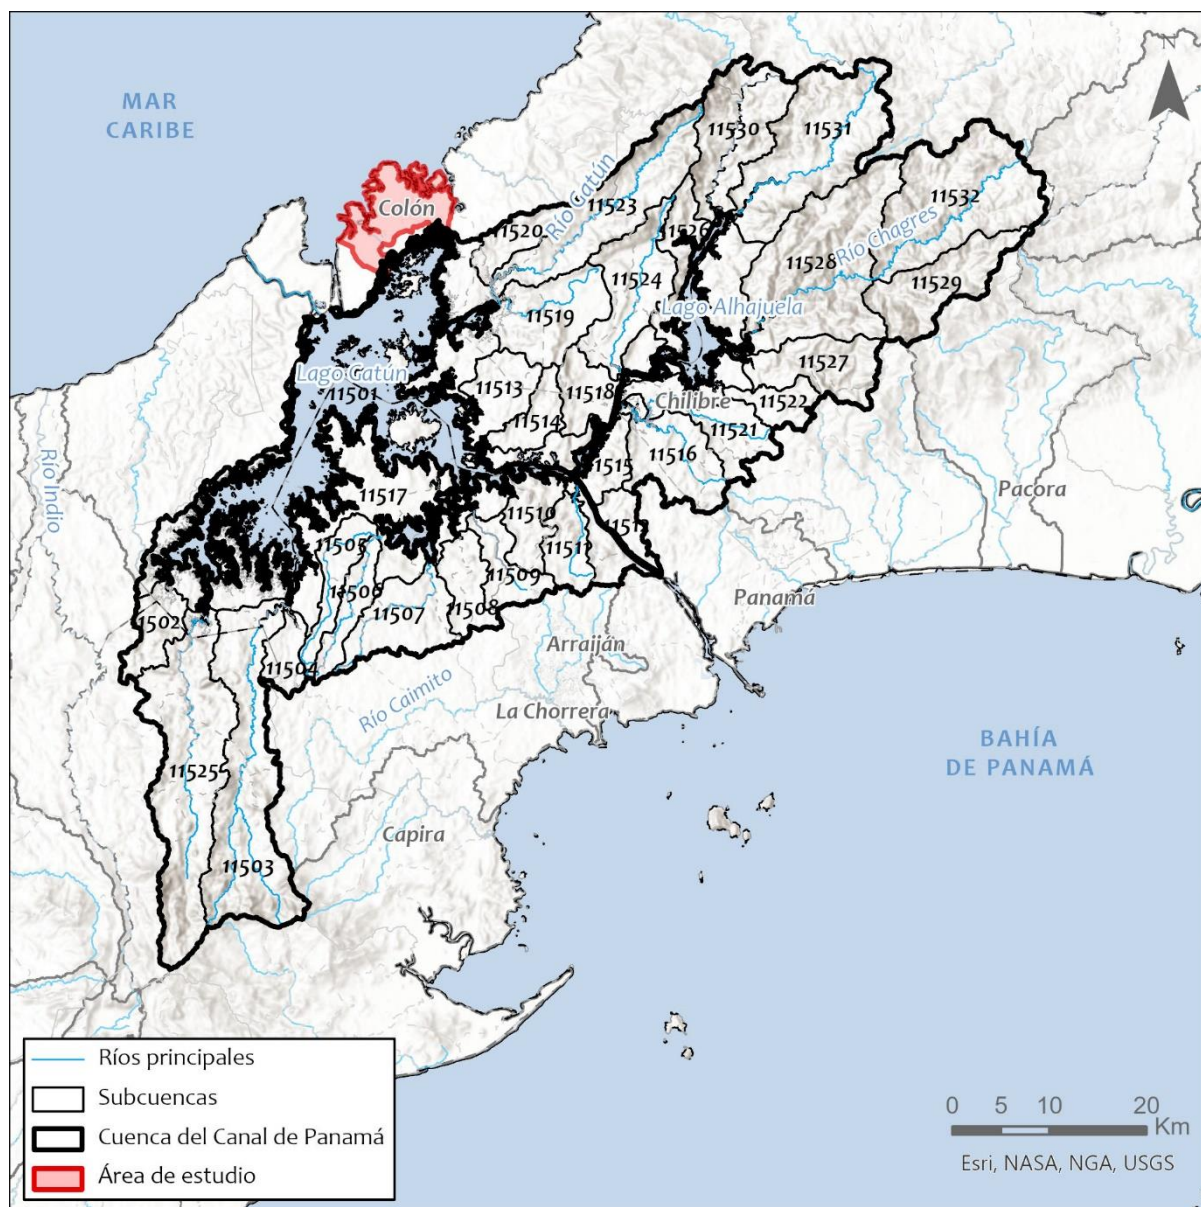 N
MAR
CARIBE
11530
11531
Colón
Río Gatún
11523
11532
11520
11526
Río Chagres
11528
11524
11529
Lago Alhajuela
11519
Lago Gatún
11501
11527
11513
11518
Chilibre
11522
11514
11521
11516
11515
Río Indio
11517
Pacora
11510
11505
11511
11506
11509
Panamá
11507
11508
11502
Arraiján
11504
Río Caimito
La Chorrera
BAHÍA
DE PANAMÁ
11525
Capira
11503
Ríos principales
Subcuencas
Cuenca del Canal de Panamá
Área de estudio
0 5 10 20
Km
Esri, NASA, NGA, USGS